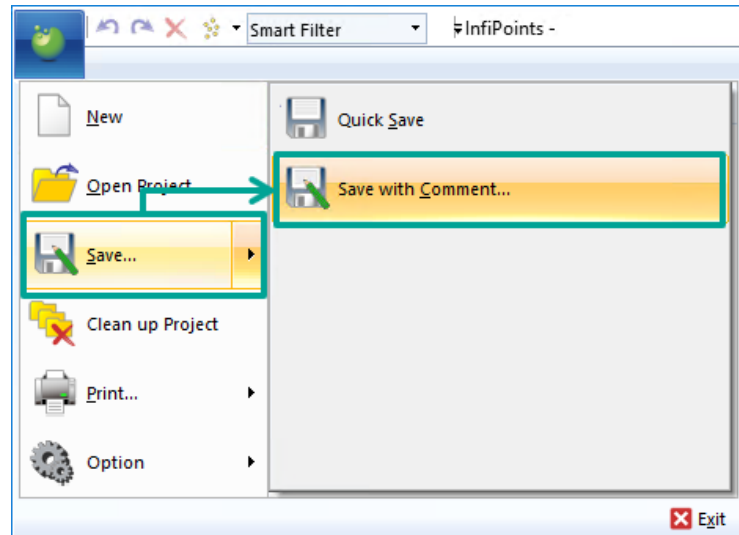 Smart Filter
InfiPoints -
New
Quick Save
Open Project
Save with Comment...
Save...
Clean up Project
Print...
Option
Exit